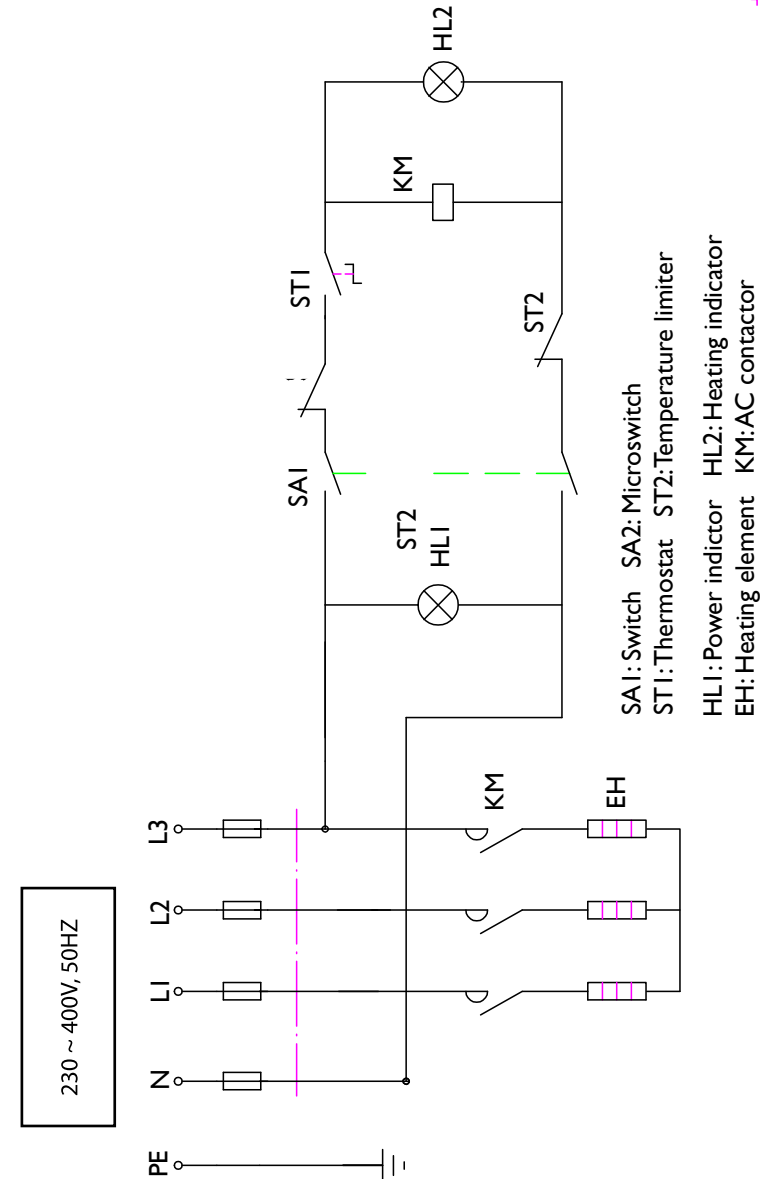 230 ~ 400V, 50HZ
PE
N
L1
L2
L3
KM
EH
ST2
HL1
SA1
ST1
ST2
KM
HL2
SA1: Switch SA2: Microswitch
ST1: Thermostat ST2: Temperature limiter
HL1: Power indictor HL2: Heating indicator
EH: Heating element KM: AC contactor